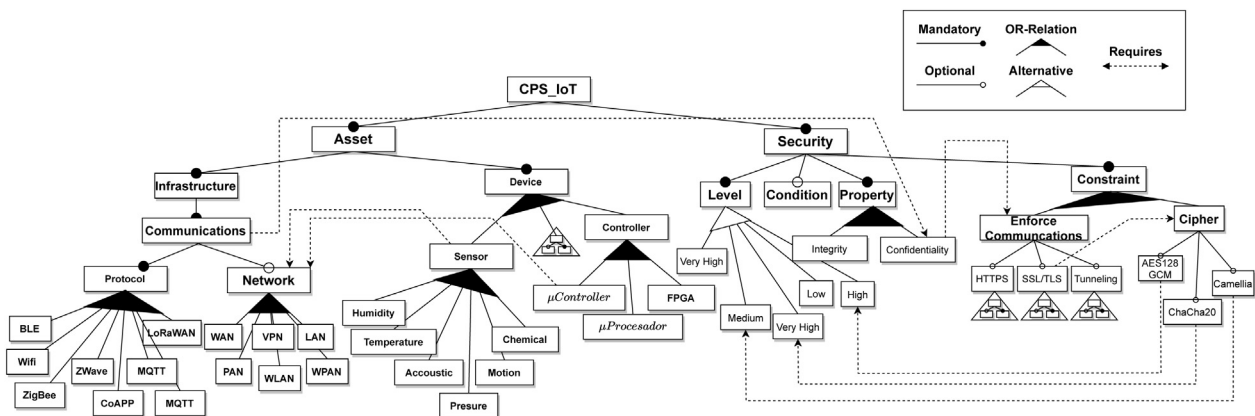 Mandatory
OR-Relation
Requires
Optional
Alternative
CPS_IoT
Asset
Security
Infrastructure
Device
Level
Condition
Property
Constraint
Communications
Controller
Enforce
Communcations
Cipher
Protocol
Network
Sensor
Very High
Integrity
Confidentiality
HTTPS
SSL/TLS
Tunneling
AES128
GCM
Camellia
μController
FPGA
Low
High
BLE
LoRaWAN
WAN
VPN
LAN
Humidity
μProcesador
Medium
Very High
ChaCha20
Temperature
Chemical
Wifi
ZWave
MQTT
PAN
WLAN
WPAN
Accoustic
Motion
ZigBee
CoAPP
MQTT
Presure